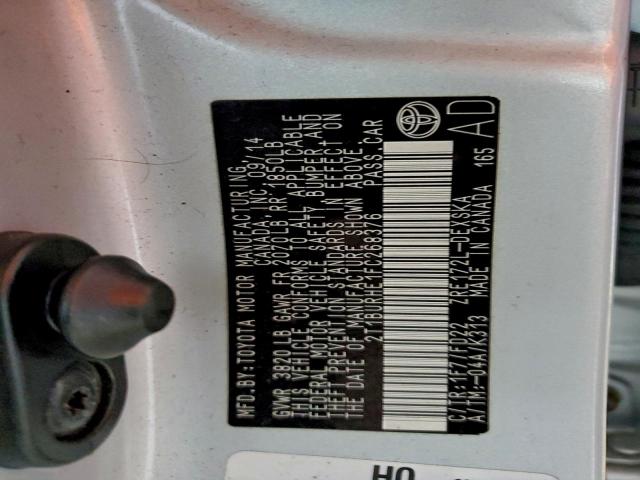 MFD.BY:TOYOTA MOTOR MANUFACTURING
CANADA, INC. 09/14
GVWR 3820LB GAWR FR 2020LB RR 1850LB
THIS VEHICLE CONFORMS TO ALL APPLICABLE
FEDERAL MOTOR VEHICLE SAFETY, BUMPER, AND
THEFT PREVENTION STANDARDS IN EFFECT ON
THE DATE OF MANUFACTURE SHOWN ABOVE.
2T1BURHE1FC268376 PASS.CAR
C/TR:1F7/FD22 ZRE172L-DEXSKA
A/TM:-04A/K313 MADE IN CANADA 165
AD
HO